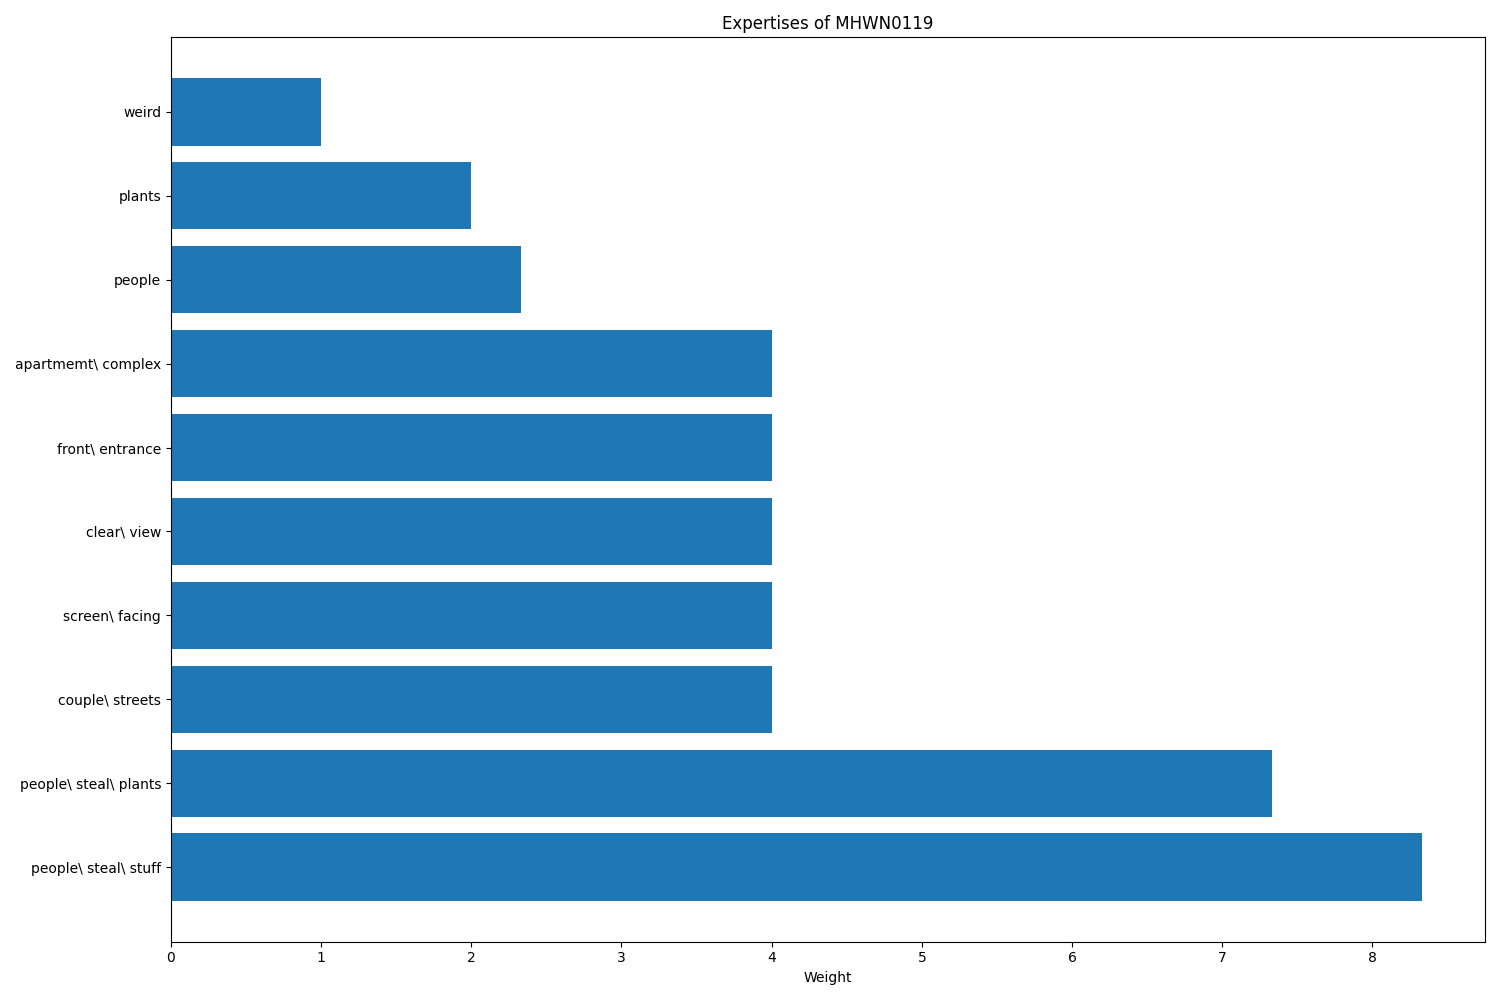 Expertises of MHWN0119
weird
plants
people
apartmemt\ complex
front\ entrance
clear\ view
screen\ facing
couple\ streets
people\ steal\ plants
people\ steal\ stuff
0 1 2 3 4 5 6 7 8
Weight